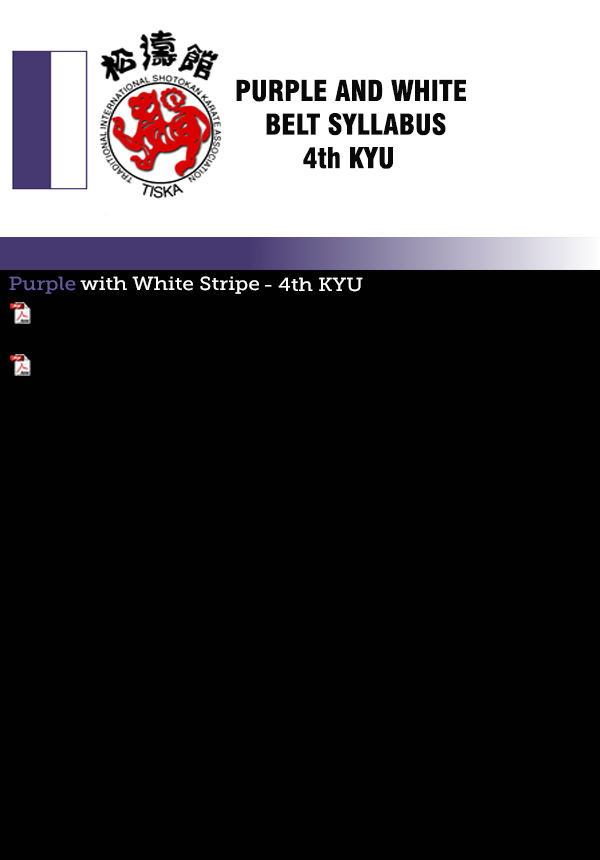 松濤館
TRADITIONAL INTERNATIONAL SHOTOKAN KARATE ASSOCIATION
TISKA
PURPLE AND WHITE
BELT SYLLABUS
4th KYU
Purple with White Stripe - 4th KYU